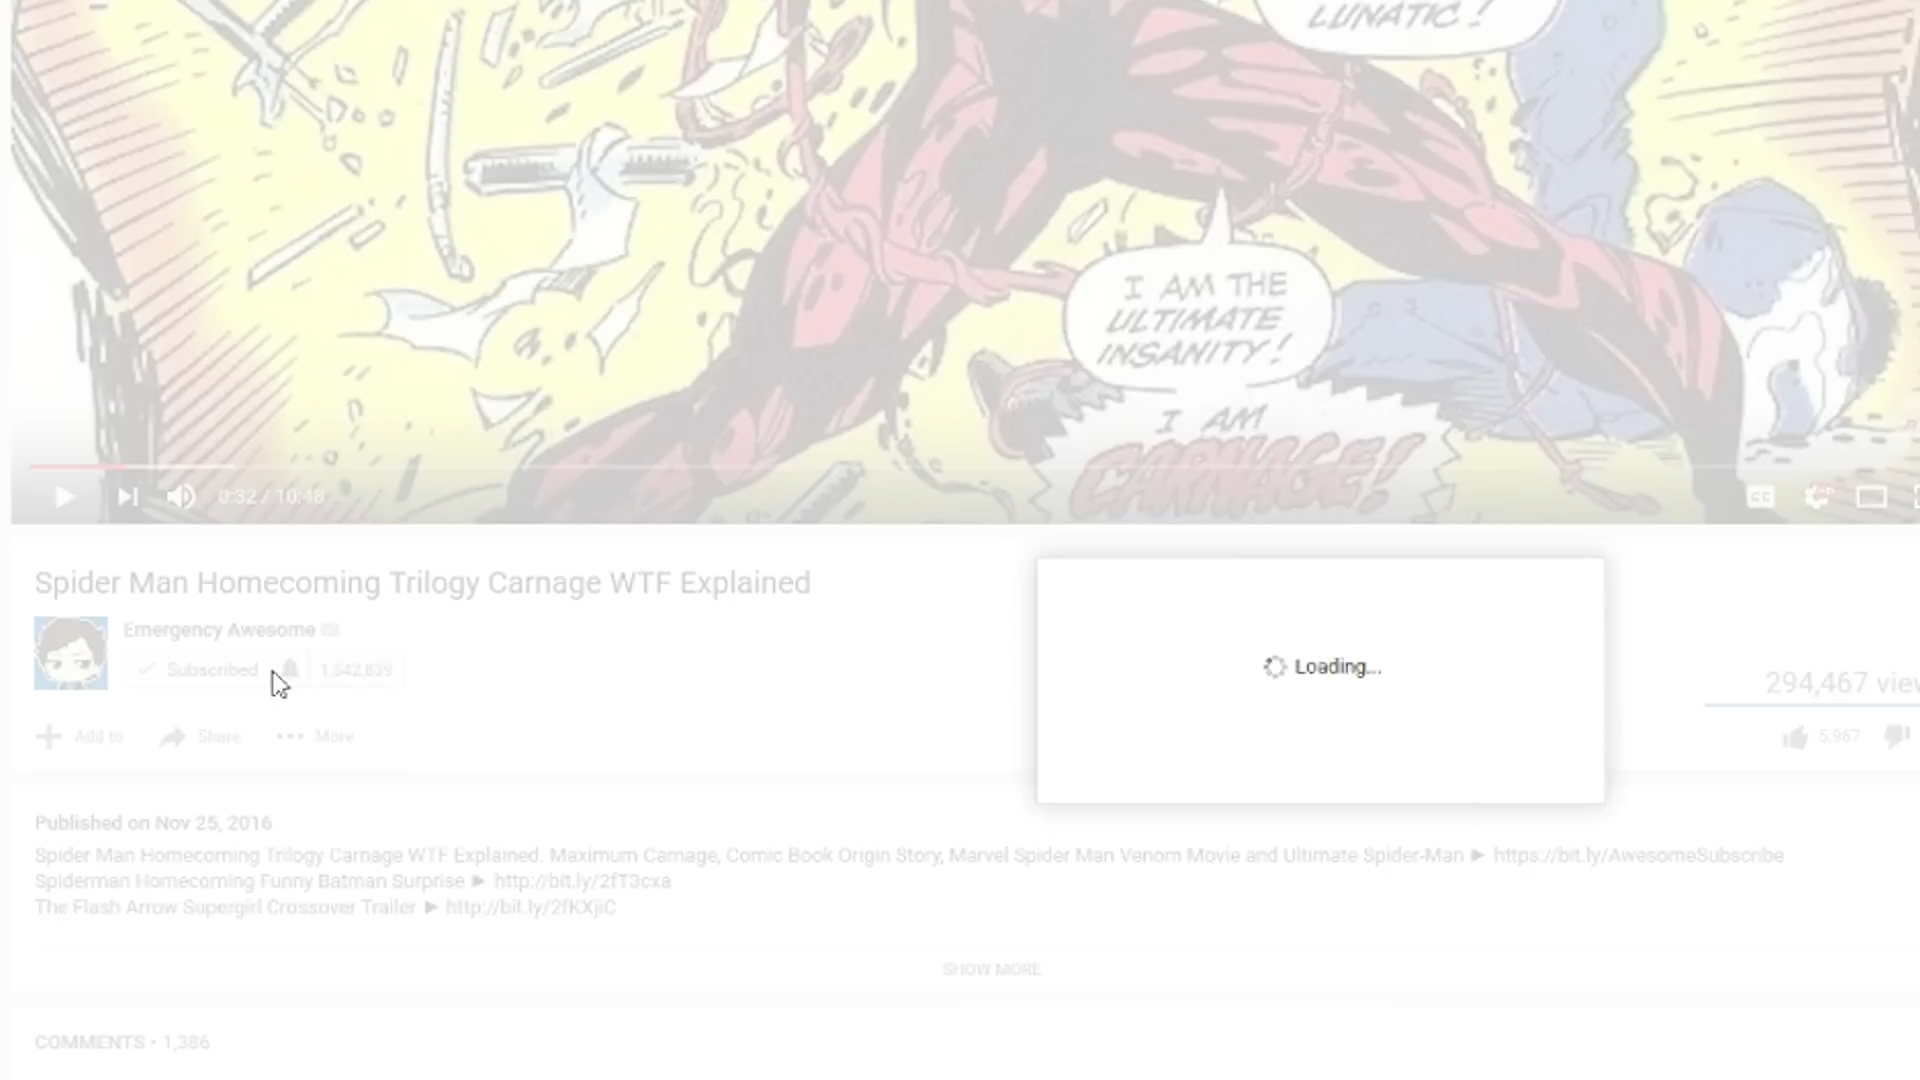 LUNATIC!
I AM THE
ULTIMATE
INSANITY!
I AM
CARNAGE!
0:32 / 10:48
CC
Spider Man Homecoming Trilogy Carnage WTF Explained
Emergency Awesome
Subscribed 1,642,829
Loading...
294,467 view
Add to Share More
5,967
Published on Nov 25, 2016
Spider Man Homecoming Trilogy Carnage WTF Explained. Maximum Carnage, Comic Book Origin Story, Marvel Spider Man Venom Movie and Ultimate Spider-Man ► https://bit.ly/AwesomeSubscribe
Spiderman Homecoming Funny Batman Surprise ► http://bit.ly/2fT3cxa
The Flash Arrow Supergirl Crossover Trailer ► http://bit.ly/2fKXjiC
SHOW MORE
COMMENTS • 1,386